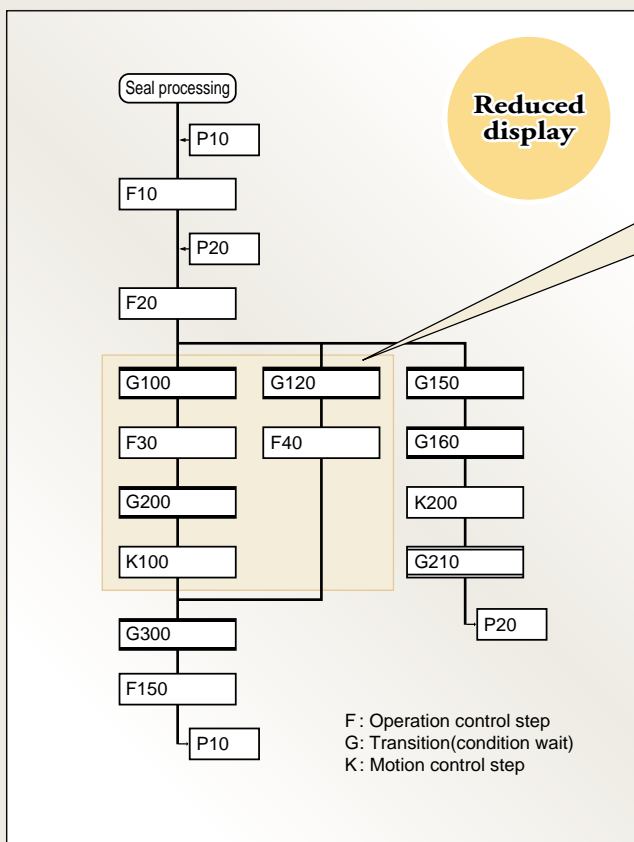 Seal processing
Reduced
display
P10
F10
P20
F20
G100
G120
G150
F30
F40
G160
G200
K200
K100
G210
G300
P20
F150
P10
F : Operation control step
G: Transition(condition wait)
K : Motion control step